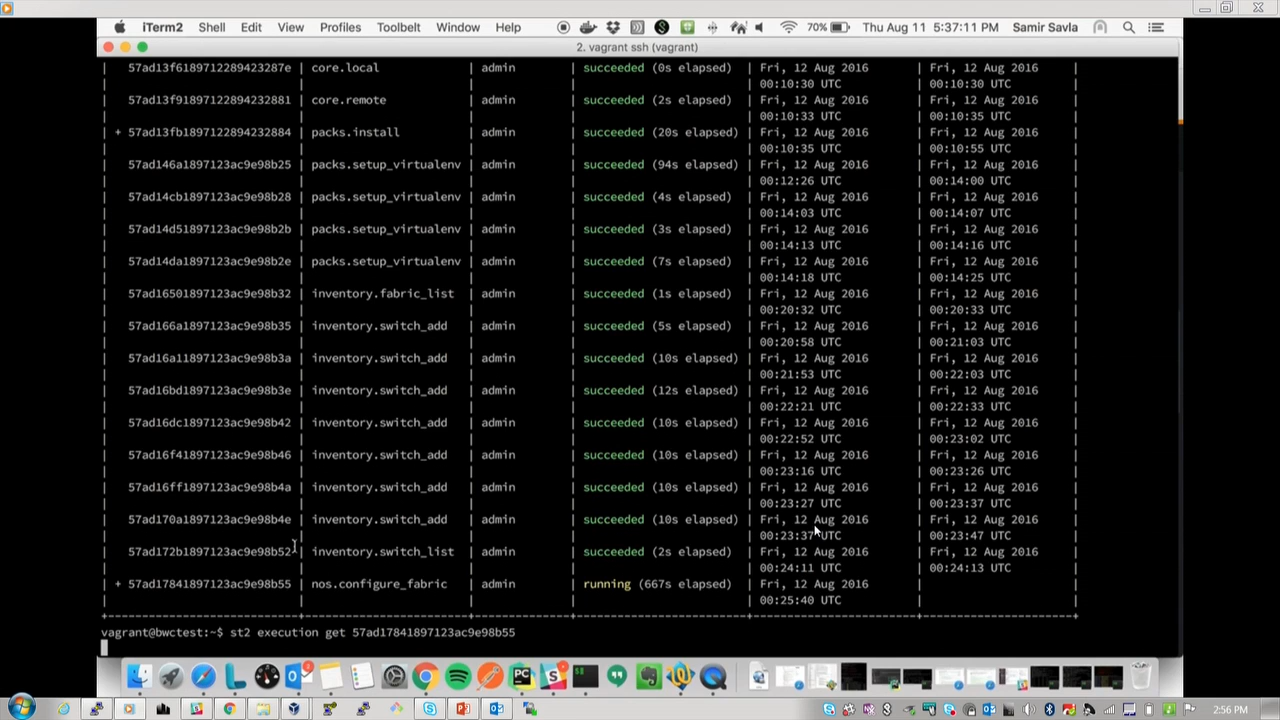 iTerm2 Shell Edit View Profiles Toolbelt Window Help 70% Thu Aug 11 5:37:11 PM Samir Savla
2. vagrant ssh (vagrant)
| 57ad13f6189712289423287e | core.local | admin | succeeded (0s elapsed) | Fri, 12 Aug 2016 | Fri, 12 Aug 2016 |
| | | | | 00:10:30 UTC | 00:10:30 UTC |
| 57ad13f91897122894232881 | core.remote | admin | succeeded (2s elapsed) | Fri, 12 Aug 2016 | Fri, 12 Aug 2016 |
| | | | | 00:10:33 UTC | 00:10:35 UTC |
| + 57ad13fb1897122894232884 | packs.install | admin | succeeded (20s elapsed) | Fri, 12 Aug 2016 | Fri, 12 Aug 2016 |
| | | | | 00:10:35 UTC | 00:10:55 UTC |
| 57ad146a1897123ac9e98b25 | packs.setup_virtualenv | admin | succeeded (94s elapsed) | Fri, 12 Aug 2016 | Fri, 12 Aug 2016 |
| | | | | 00:12:26 UTC | 00:14:00 UTC |
| 57ad14cb1897123ac9e98b28 | packs.setup_virtualenv | admin | succeeded (4s elapsed) | Fri, 12 Aug 2016 | Fri, 12 Aug 2016 |
| | | | | 00:14:03 UTC | 00:14:07 UTC |
| 57ad14d51897123ac9e98b2b | packs.setup_virtualenv | admin | succeeded (3s elapsed) | Fri, 12 Aug 2016 | Fri, 12 Aug 2016 |
| | | | | 00:14:13 UTC | 00:14:16 UTC |
| 57ad14da1897123ac9e98b2e | packs.setup_virtualenv | admin | succeeded (7s elapsed) | Fri, 12 Aug 2016 | Fri, 12 Aug 2016 |
| | | | | 00:14:18 UTC | 00:14:25 UTC |
| 57ad16501897123ac9e98b32 | inventory.fabric_list | admin | succeeded (1s elapsed) | Fri, 12 Aug 2016 | Fri, 12 Aug 2016 |
| | | | | 00:20:32 UTC | 00:20:33 UTC |
| 57ad166a1897123ac9e98b35 | inventory.switch_add | admin | succeeded (5s elapsed) | Fri, 12 Aug 2016 | Fri, 12 Aug 2016 |
| | | | | 00:20:58 UTC | 00:21:03 UTC |
| 57ad16a11897123ac9e98b3a | inventory.switch_add | admin | succeeded (10s elapsed) | Fri, 12 Aug 2016 | Fri, 12 Aug 2016 |
| | | | | 00:21:53 UTC | 00:22:03 UTC |
| 57ad16bd1897123ac9e98b3e | inventory.switch_add | admin | succeeded (12s elapsed) | Fri, 12 Aug 2016 | Fri, 12 Aug 2016 |
| | | | | 00:22:21 UTC | 00:22:33 UTC |
| 57ad16dc1897123ac9e98b42 | inventory.switch_add | admin | succeeded (10s elapsed) | Fri, 12 Aug 2016 | Fri, 12 Aug 2016 |
| | | | | 00:22:52 UTC | 00:23:02 UTC |
| 57ad16f41897123ac9e98b46 | inventory.switch_add | admin | succeeded (10s elapsed) | Fri, 12 Aug 2016 | Fri, 12 Aug 2016 |
| | | | | 00:23:16 UTC | 00:23:26 UTC |
| 57ad16ff1897123ac9e98b4a | inventory.switch_add | admin | succeeded (10s elapsed) | Fri, 12 Aug 2016 | Fri, 12 Aug 2016 |
| | | | | 00:23:27 UTC | 00:23:37 UTC |
| 57ad170a1897123ac9e98b4e | inventory.switch_add | admin | succeeded (10s elapsed) | Fri, 12 Aug 2016 | Fri, 12 Aug 2016 |
| | | | | 00:23:37 UTC | 00:23:47 UTC |
| 57ad172b1897123ac9e98b52 | inventory.switch_list | admin | succeeded (2s elapsed) | Fri, 12 Aug 2016 | Fri, 12 Aug 2016 |
| | | | | 00:24:11 UTC | 00:24:13 UTC |
| + 57ad17841897123ac9e98b55 | nos.configure_fabric | admin | running (667s elapsed) | Fri, 12 Aug 2016 | |
| | | | | 00:25:40 UTC | |
vagrant@bwctest:~$ st2 execution get 57ad17841897123ac9e98b55
2:56 PM